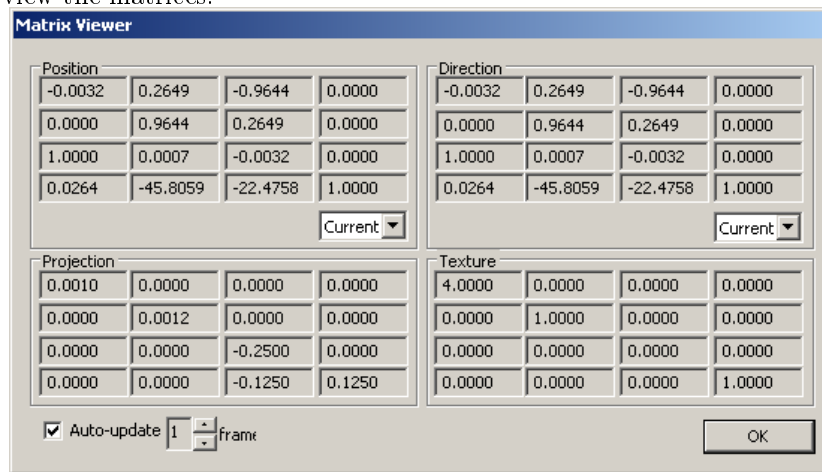 view the matrices.
Matrix Viewer
Position Direction
-0.0032 0.2649 -0.9644 0.0000 -0.0032 0.2649 -0.9644 0.0000
0.0000 0.9644 0.2649 0.0000 0.0000 0.9644 0.2649 0.0000
1.0000 0.0007 -0.0032 0.0000 1.0000 0.0007 -0.0032 0.0000
0.0264 -45.8059 -22.4758 1.0000 0.0264 -45.8059 -22.4758 1.0000
Current Current
Projection Texture
0.0010 0.0000 0.0000 0.0000 4.0000 0.0000 0.0000 0.0000
0.0000 0.0012 0.0000 0.0000 0.0000 1.0000 0.0000 0.0000
0.0000 0.0000 -0.2500 0.0000 0.0000 0.0000 0.0000 0.0000
0.0000 0.0000 -0.1250 0.1250 0.0000 0.0000 0.0000 1.0000
Auto-update 1 frame OK